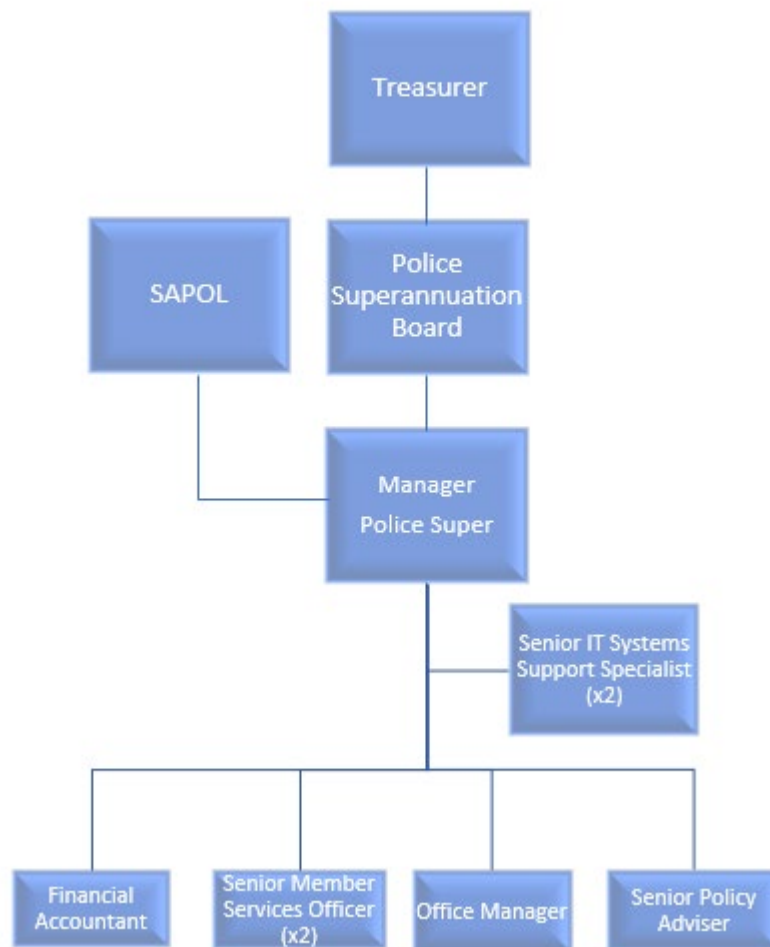 Treasurer
SAPOL
Police
Superannuation
Board
Manager
Police Super
Senior IT Systems
Support Specialist
(x2)
Financial
Accountant
Senior Member
Services Officer
(x2)
Office Manager
Senior Policy
Adviser